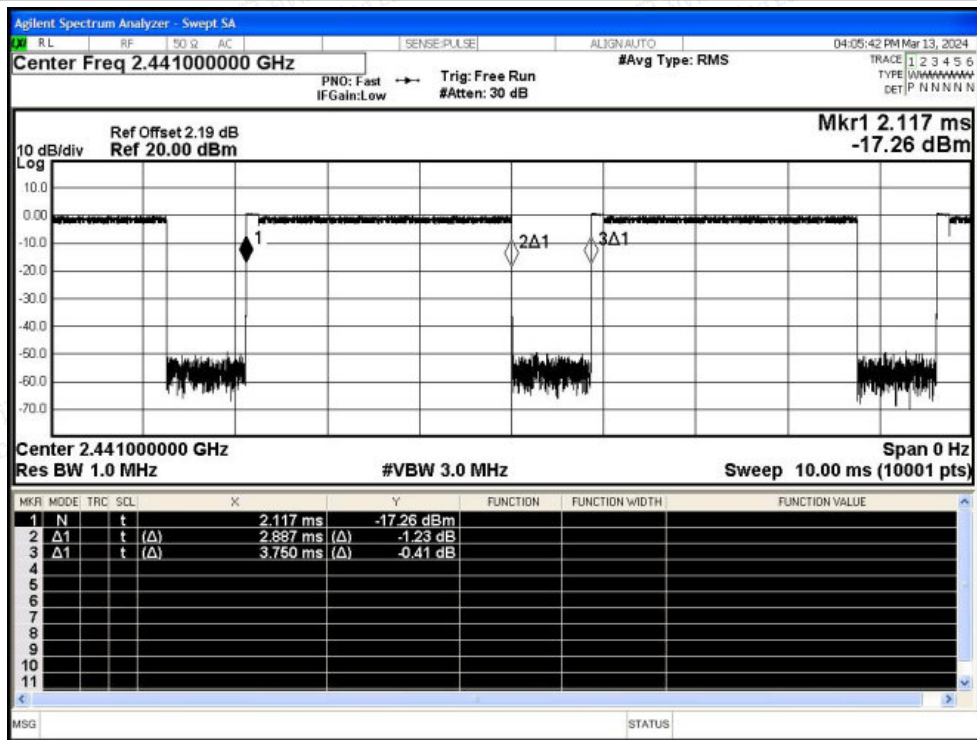 Agilent Spectrum Analyzer - Swept SA
RL RF 50 Ω AC SENSE:PULSE ALIGNAUTO 04:05:42 PM Mar 13, 2024
Center Freq 2.441000000 GHz #Avg Type: RMS TRACE 1 2 3 4 5 6
PNO: Fast Trig: Free Run TYPE WWWWWWW
IFGain:Low #Atten: 30 dB DET P N N N N N
Mkr1 2.117 ms
Ref Offset 2.19 dB
10 dB/div Ref 20.00 dBm -17.26 dBm
Log
10.0
0.00
1 2Δ1 3Δ1
-10.0
-20.0
-30.0
-40.0
-50.0
-60.0
-70.0
Center 2.441000000 GHz Span 0 Hz
Res BW 1.0 MHz #VBW 3.0 MHz Sweep 10.00 ms (10001 pts)
MKR MODE TRC SCL X Y FUNCTION FUNCTION WIDTH FUNCTION VALUE
1 N t 2.117 ms -17.26 dBm
2 Δ1 t (Δ) 2.887 ms (Δ) -1.23 dB
3 Δ1 t (Δ) 3.750 ms (Δ) -0.41 dB
4
5
6
7
8
9
10
11
MSG STATUS